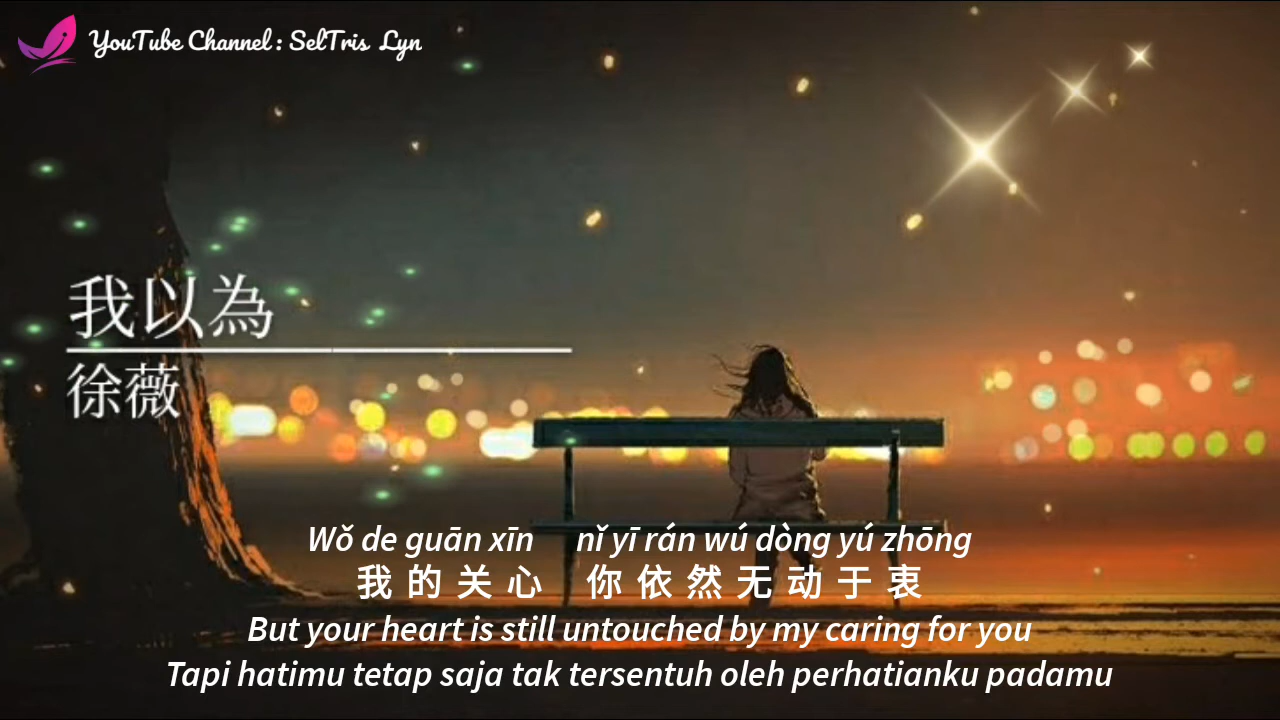 YouTube Channel : SelTris Lyn
我以為
徐薇
Wǒ de guān xīn nǐ yī rán wú dòng yú zhōng
我的关心 你依然无动于衷
But your heart is still untouched by my caring for you
Tapi hatimu tetap saja tak tersentuh oleh perhatianku padamu